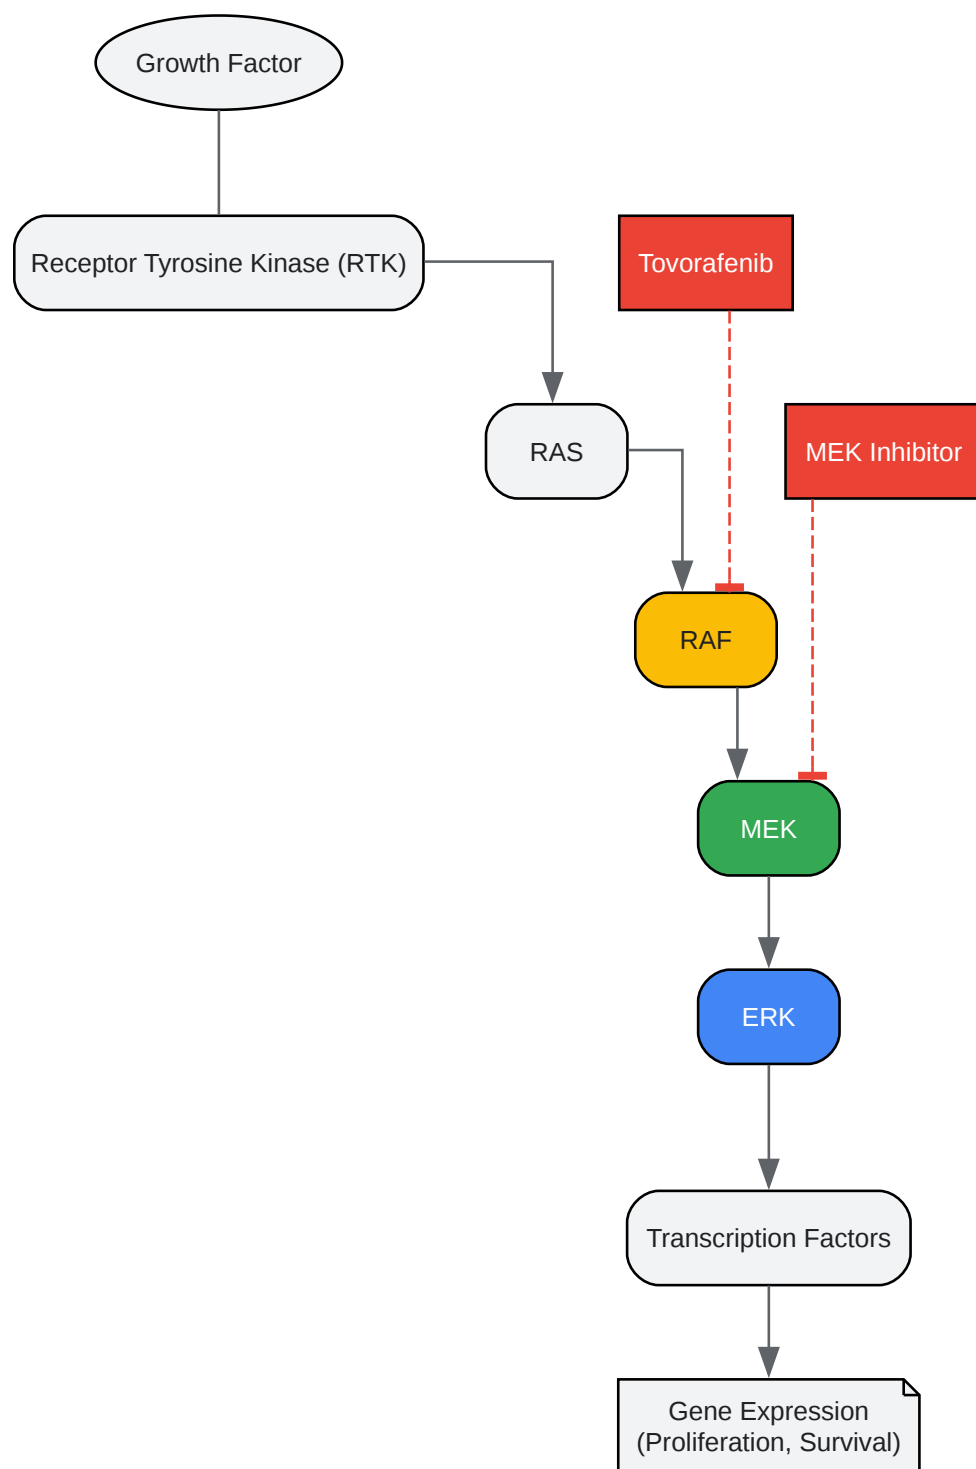 Growth Factor
Receptor Tyrosine Kinase (RTK)
Tovorafenib
RAS
MEK Inhibitor
RAF
MEK
ERK
Transcription Factors
Gene Expression
(Proliferation, Survival)